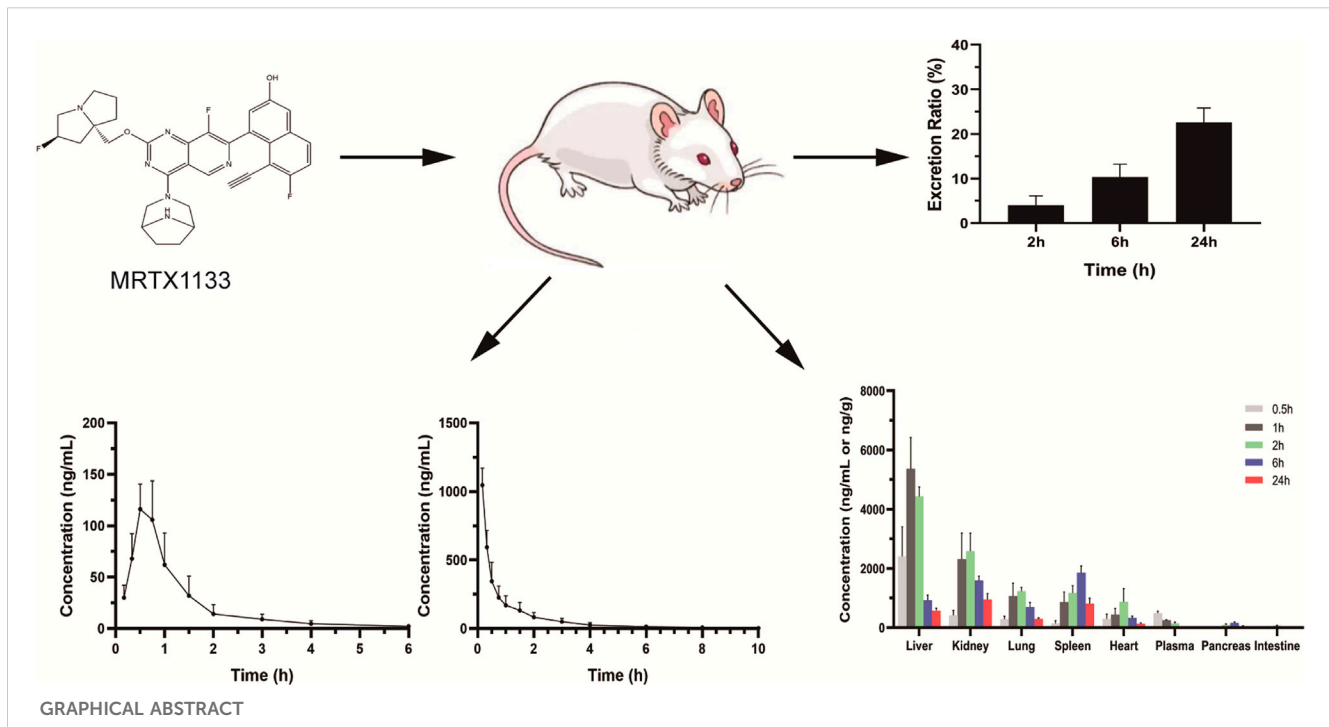 OH
N
F
O
N
F
N
N
N
F
H
N
MRTX1133
Excretion Ratio (%)
40
30
20
10
0
2h 6h 24h
Time (h)
Concentration (ng/mL)
200
150
100
50
0
0 1 2 3 4 5 6
Time (h)
Concentration (ng/mL)
1500
1000
500
0
0 2 4 6 8 10
Time (h)
Concentration (ng/mL or ng/g)
8000
6000
4000
2000
0
Liver Kidney Lung Spleen Heart Plasma Pancreas Intestine
0.5h
1h
2h
6h
24h
GRAPHICAL ABSTRACT